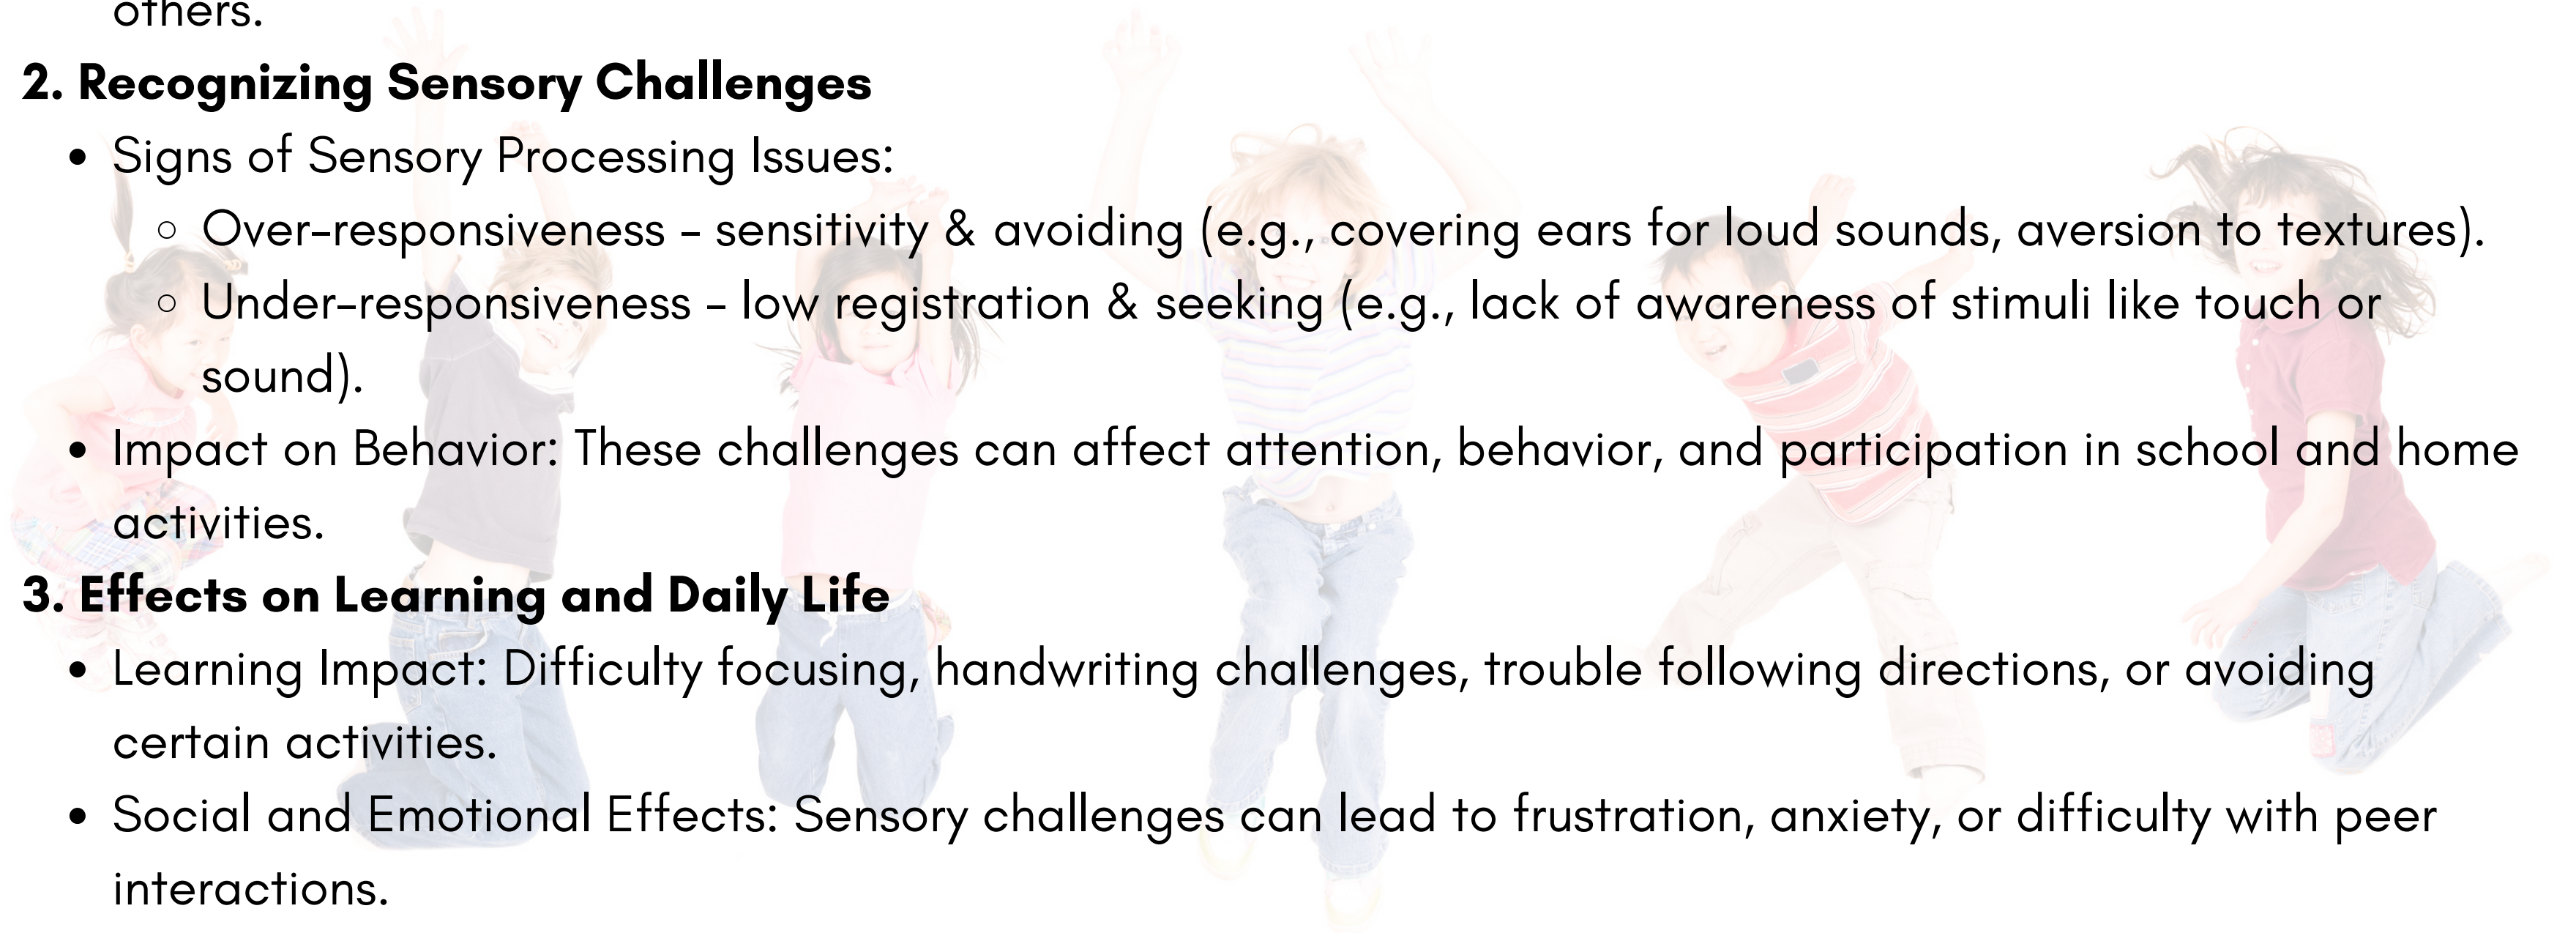 others.
2. Recognizing Sensory Challenges
• Signs of Sensory Processing Issues:
◦ Over-responsiveness - sensitivity & avoiding (e.g., covering ears for loud sounds, aversion to textures).
◦ Under-responsiveness - low registration & seeking (e.g., lack of awareness of stimuli like touch or
sound).
• Impact on Behavior: These challenges can affect attention, behavior, and participation in school and home
activities.
3. Effects on Learning and Daily Life
• Learning Impact: Difficulty focusing, handwriting challenges, trouble following directions, or avoiding
certain activities.
• Social and Emotional Effects: Sensory challenges can lead to frustration, anxiety, or difficulty with peer
interactions.